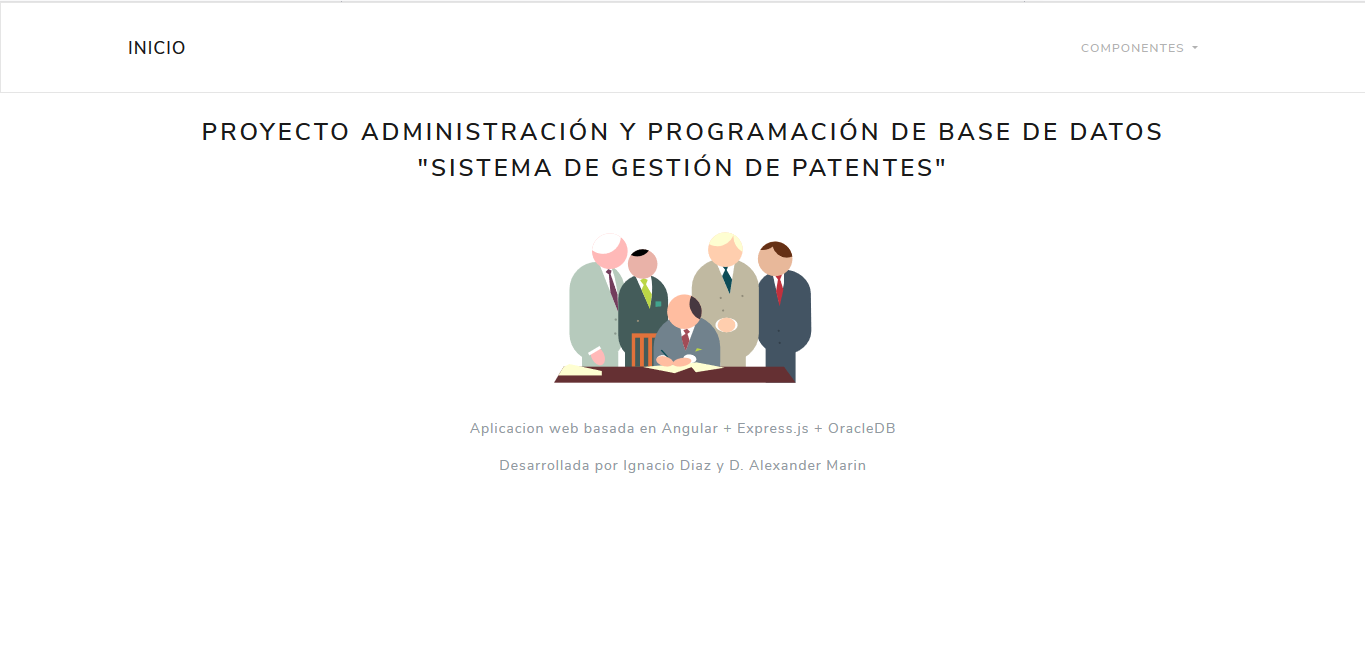 INICIO
COMPONENTES
PROYECTO ADMINISTRACIÓN Y PROGRAMACIÓN DE BASE DE DATOS
"SISTEMA DE GESTIÓN DE PATENTES"
Aplicacion web basada en Angular + Express.js + OracleDB
Desarrollada por Ignacio Diaz y D. Alexander Marin